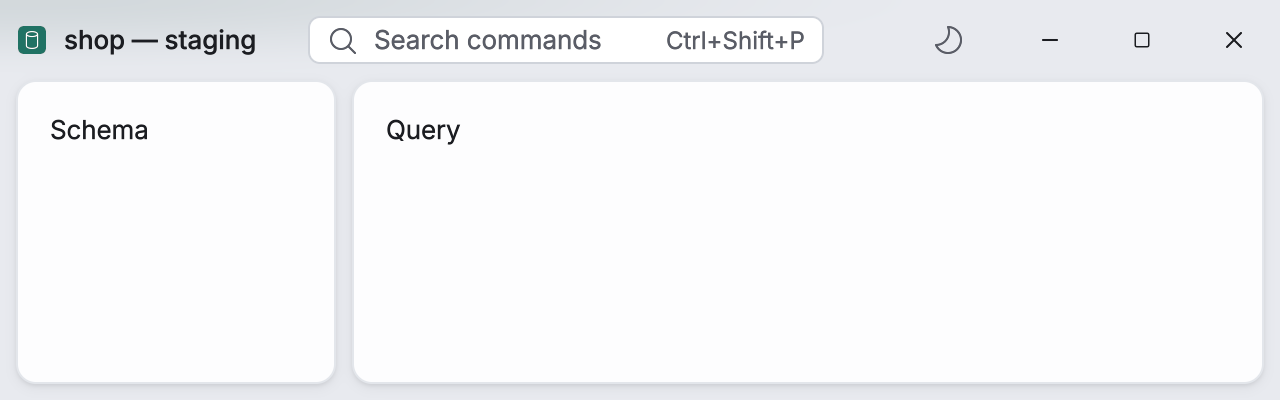 shop — staging
Search commands
Ctrl+Shift+P
Schema
Query